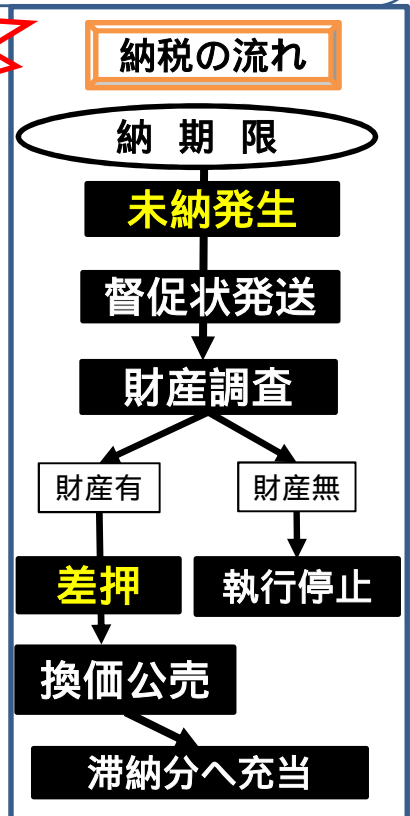 納税の流れ
納 期 限
未納発生
督促状発送
財産調査
財産有
財産無
差押
執行停止
換価公売
滞納分へ充当